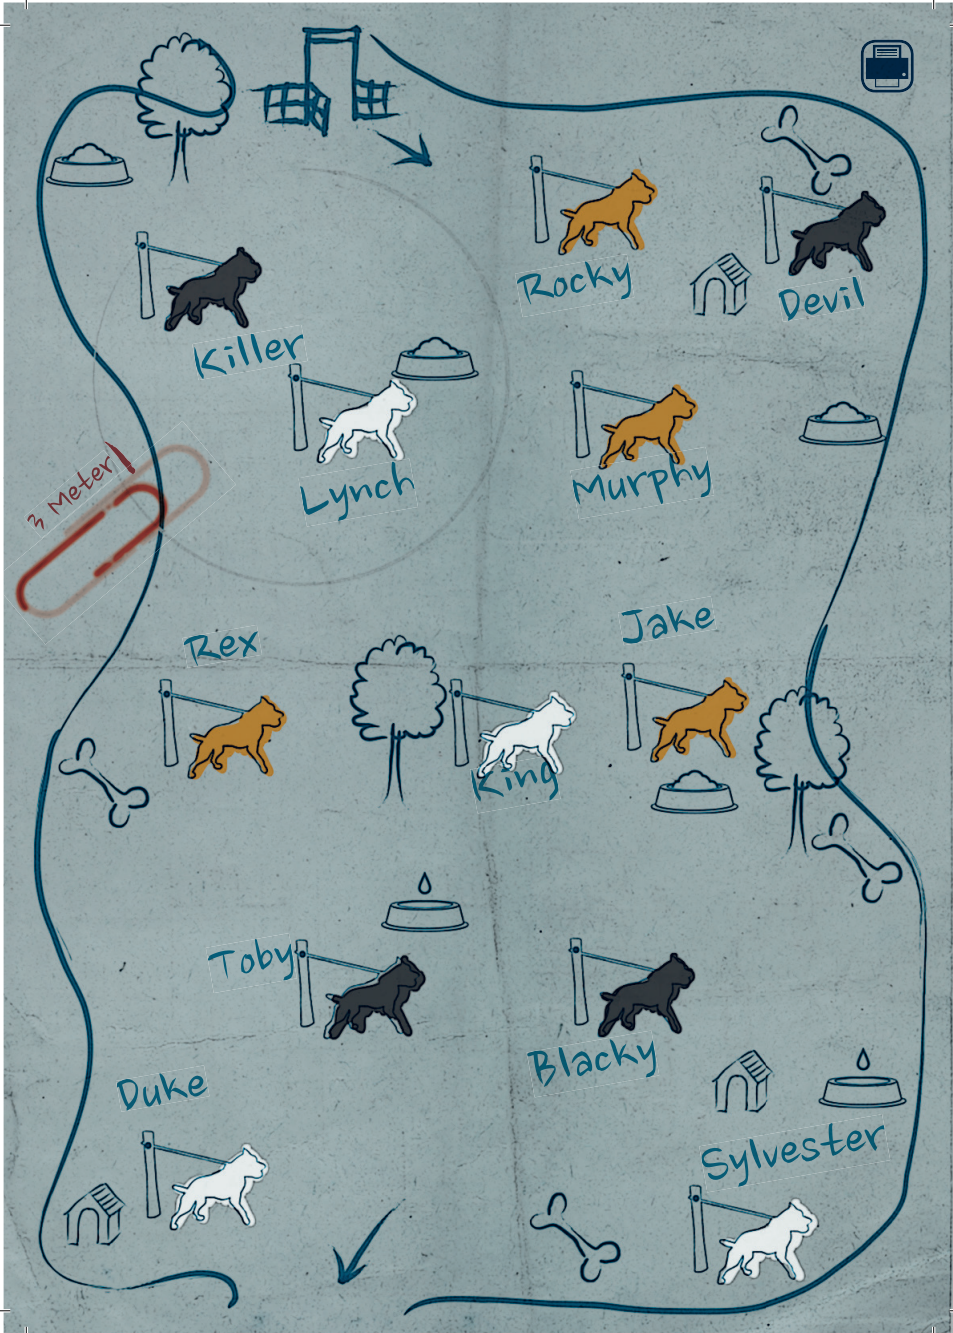 Rocky
Devil
Killer
Lynch
Murphy
3 Meter
Rex
Jake
King
Toby
Blacky
Duke
Sylvester